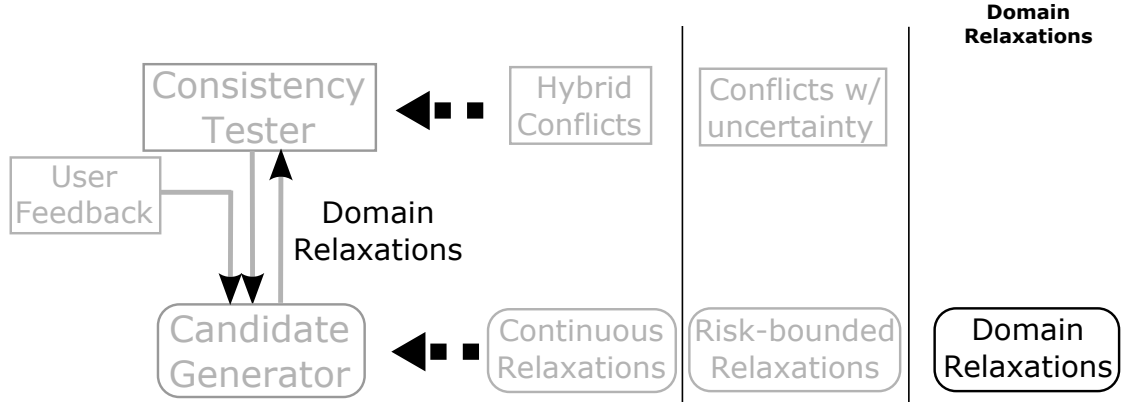 Domain
Relaxations
Consistency
Tester
Hybrid
Conflicts
Conflicts w/
uncertainty
User
Feedback
Domain
Relaxations
Candidate
Generator
Continuous
Relaxations
Risk-bounded
Relaxations
Domain
Relaxations